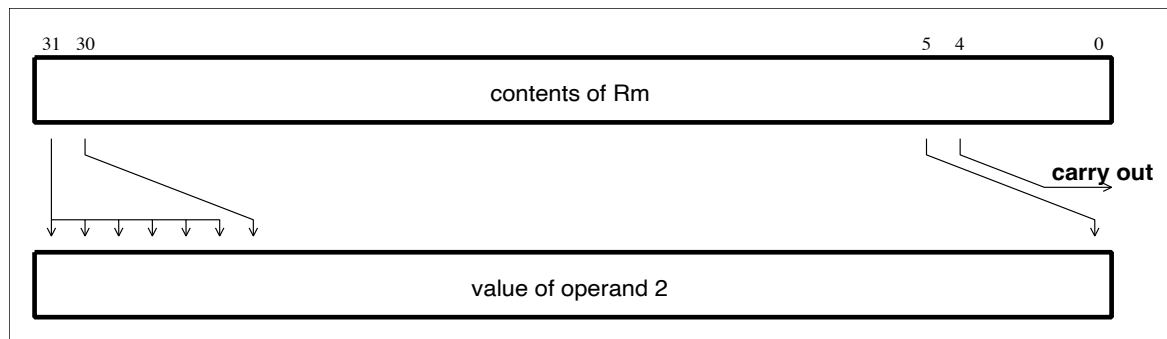 31 30 5 4 0
contents of Rm
carry out
value of operand 2